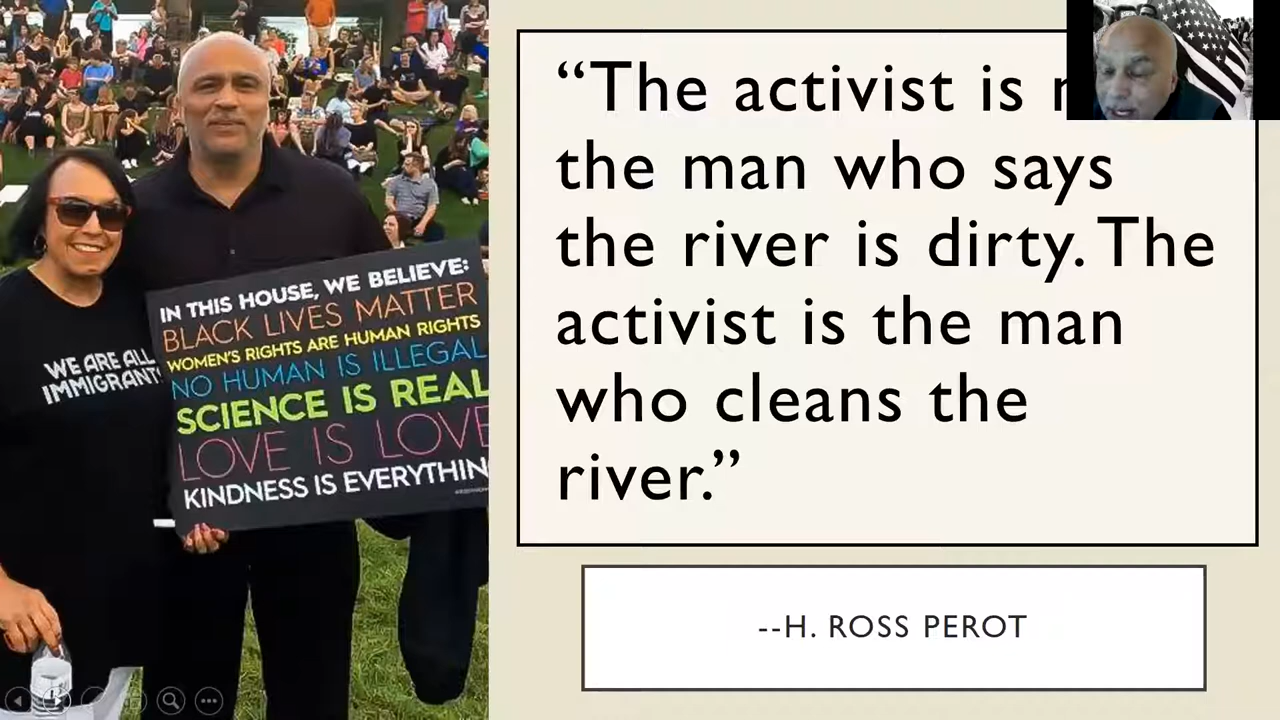 WE ARE ALL
IN THIS HOUSE, WE BELIEVE:
BLACK LIVES MATTER
WOMEN'S RIGHTS ARE HUMAN RIGHTS
NO HUMAN IS ILLEGAL
SCIENCE IS REAL
LOVE IS LOVE
KINDNESS IS
“The activist is
the man who says
the river is dirty. The
activist is the man
who cleans the
river.”
--H. ROSS PEROT